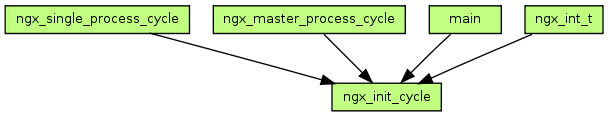 ngx_single_process_cycle
ngx_master_process_cycle
main
ngx_int_t
ngx_init_cycle